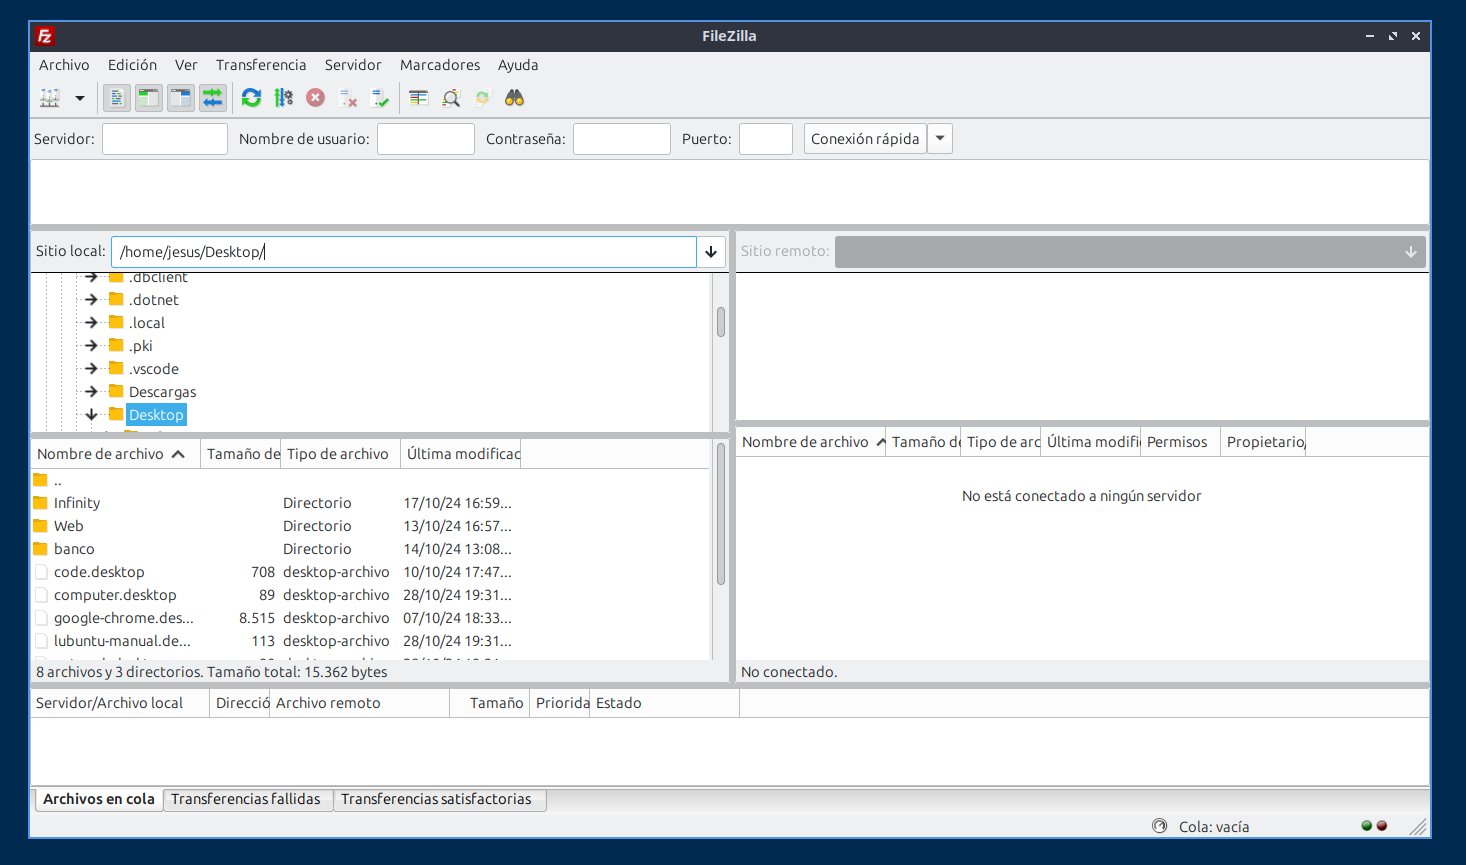 FileZilla
Archivo Edición Ver Transferencia Servidor Marcadores Ayuda
Servidor: Nombre de usuario: Contraseña: Puerto: Conexión rápida
Sitio local: /home/jesus/Desktop/
.dbclient
.dotnet
.local
.pki
.vscode
Descargas
Desktop
Nombre de archivo Tamaño de Tipo de archivo Última modificac
..
Infinity Directorio 17/10/24 16:59...
Web Directorio 13/10/24 16:57...
banco Directorio 14/10/24 13:08...
code.desktop 708 desktop-archivo 10/10/24 17:47...
computer.desktop 89 desktop-archivo 28/10/24 19:31...
google-chrome.des... 8.515 desktop-archivo 07/10/24 18:33...
lubuntu-manual.de... 113 desktop-archivo 28/10/24 19:31...
8 archivos y 3 directorios. Tamaño total: 15.362 bytes
Sitio remoto:
Nombre de archivo Tamaño d Tipo de arc Última modifi Permisos Propietario/
No está conectado a ningún servidor
No conectado.
Servidor/Archivo local Direcció Archivo remoto Tamaño Priorida Estado
Archivos en cola Transferencias fallidas Transferencias satisfactorias
Cola: vacía